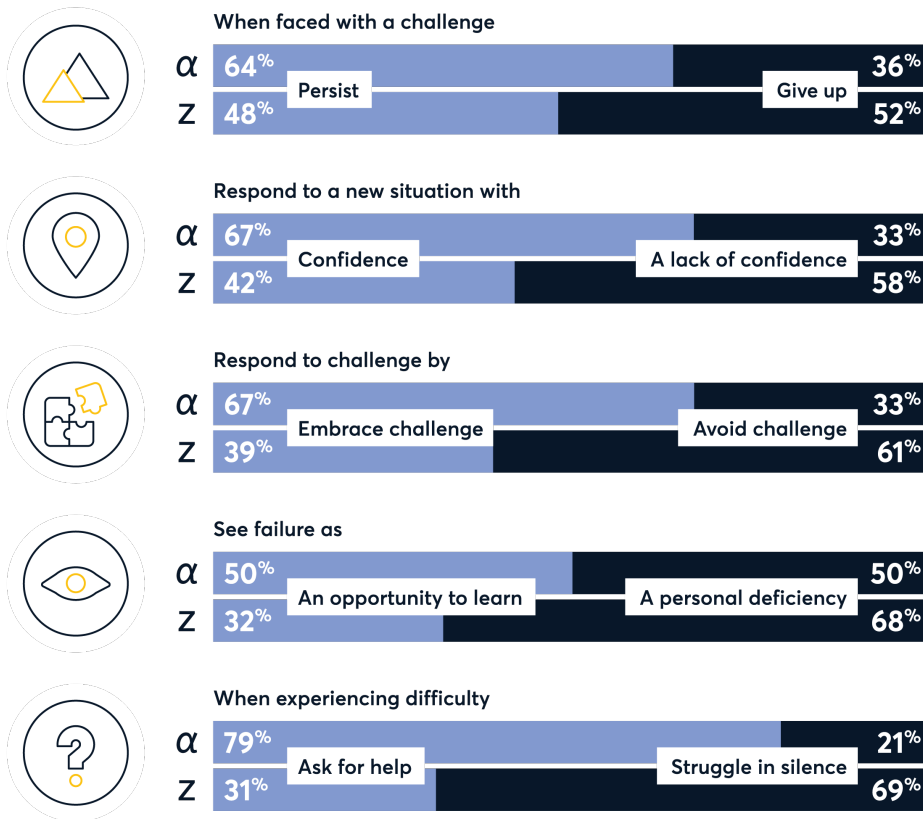 When faced with a challenge
α 64% 36%
Persist Give up
z 48% 52%
Respond to a new situation with
α 67% 33%
Confidence A lack of confidence
z 42% 58%
Respond to challenge by
α 67% 33%
Embrace challenge Avoid challenge
z 39% 61%
See failure as
α 50% 50%
An opportunity to learn A personal deficiency
z 32% 68%
When experiencing difficulty
α 79% 21%
Ask for help Struggle in silence
z 31% 69%